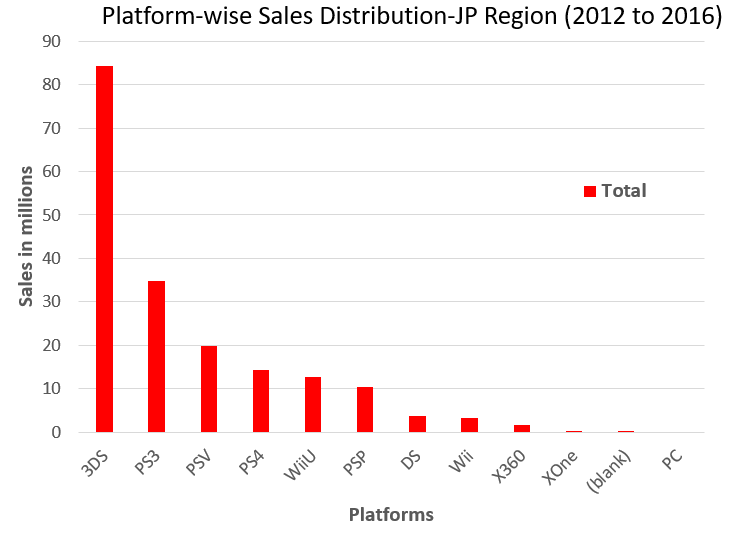 Platform-wise Sales Distribution-JP Region (2012 to 2016)
90
80
70
60
50
40
30
20
10
0
Sales in millions
Total
3DS
PS3
PSV
PS4
WiiU
PSP
DS
Wii
X360
XOne
(blank)
PC
Platforms